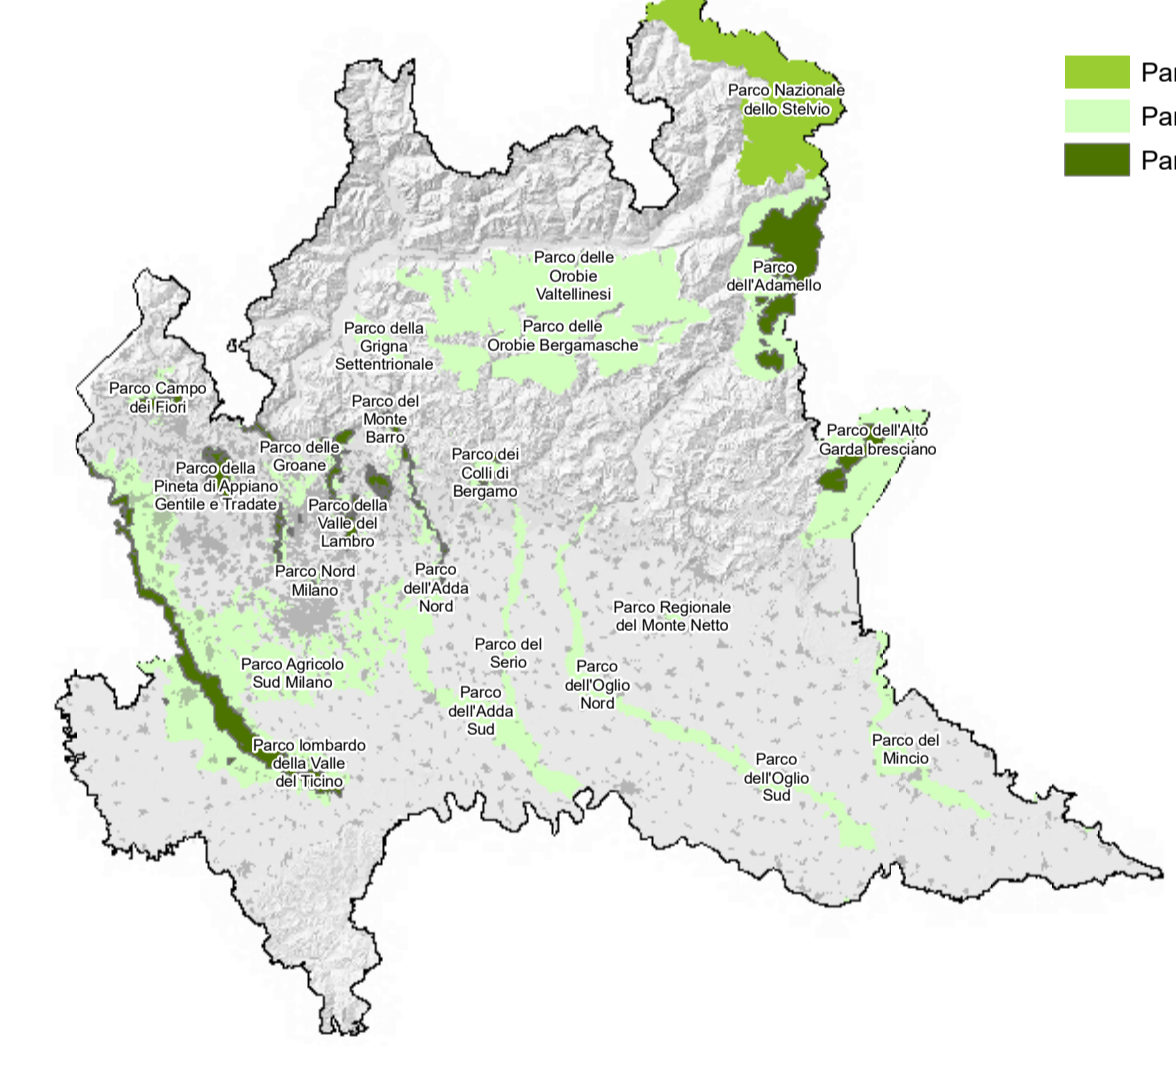 Par
Par
Par
Parco Nazionale
dello Stelvio
Parco delle
Orobie
Valtellinesi
Parco
dell'Adamello
Parco della
Grigna
Settentrionale
Parco delle
Orobie Bergamasche
Parco Campo
dei Fiori
Parco del
Monte
Barro
Parco dell'Alto
Garda bresciano
Parco delle
Groane
Parco dei
Colli di
Bergamo
Parco della
Pineta di Appiano
Gentile e Tradate
Parco della
Valle del
Lambro
Parco Nord
Milano
Parco
dell'Adda
Nord
Parco Regionale
del Monte Netto
Parco del
Serio
Parco Agricolo
Sud Milano
Parco
dell'Oglio
Nord
Parco
dell'Adda
Sud
Parco lombardo
della Valle
del Ticino
Parco
dell'Oglio
Sud
Parco del
Mincio